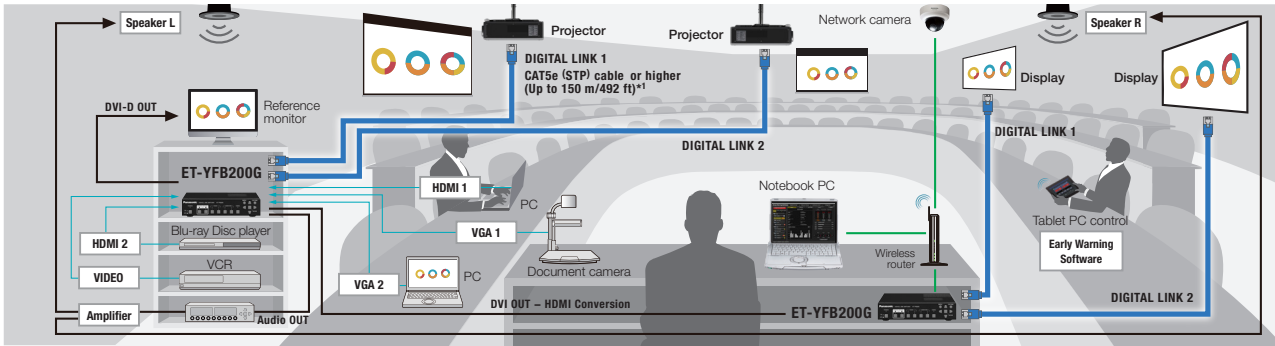 Speaker L
Projector
Projector
Network camera
Speaker R
DIGITAL LINK 1
CAT5e (STP) cable or higher
(Up to 150 m/492 ft)*1
Display
Display
DVI-D OUT
Reference
monitor
DIGITAL LINK 2
DIGITAL LINK 1
ET-YFB200G
HDMI 1
PC
Notebook PC
Tablet PC control
Early Warning
Software
HDMI 2
Blu-ray Disc player
VGA 1
Document camera
Wireless
router
VIDEO
VCR
VGA 2
PC
DVI OUT – HDMI Conversion
ET-YFB200G
DIGITAL LINK 2
Amplifier
Audio OUT